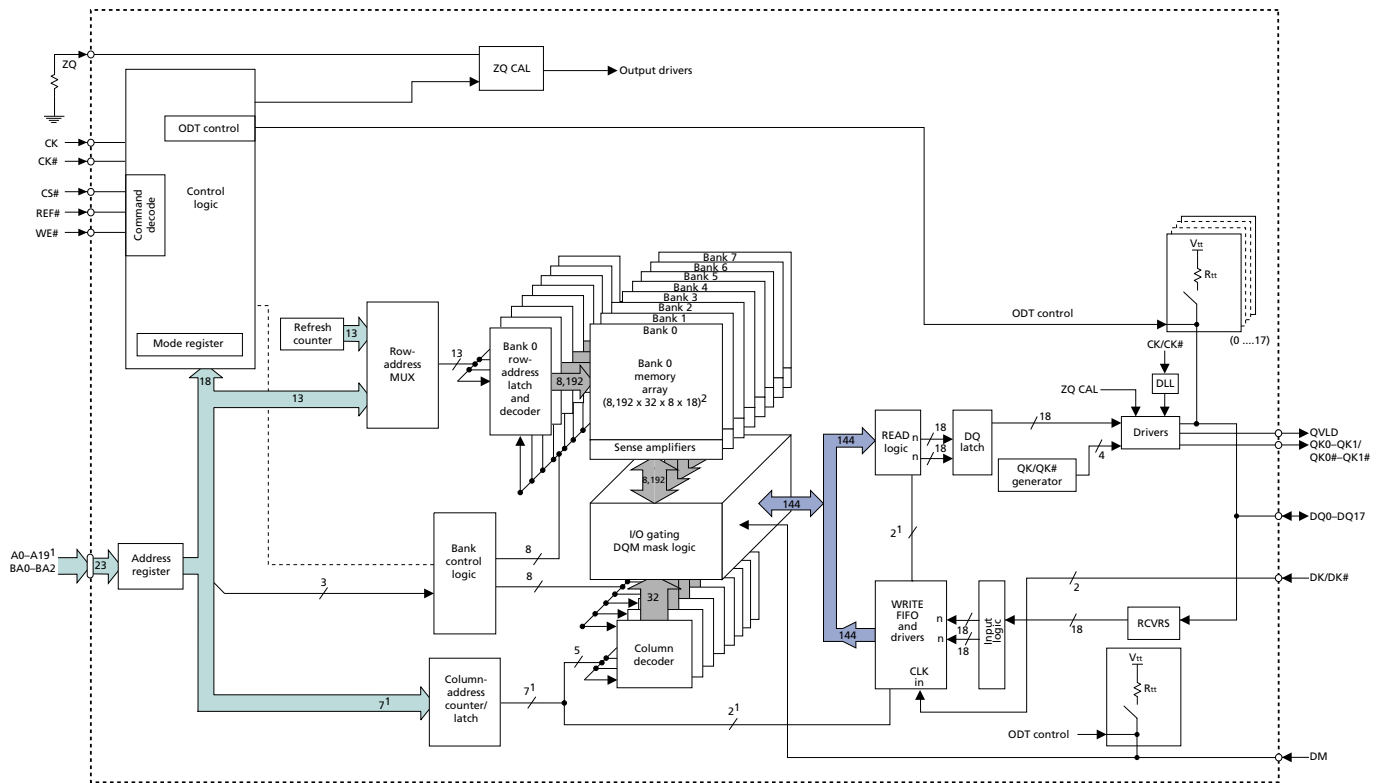 ZQ
ZQ CAL
Output drivers
ODT control
CK
CK#
CS#
REF#
WE#
Command
decode
Control
logic
Mode register
18
Refresh
counter
13
13
Row-
address
MUX
13
Bank 0
row-
address
latch
and
decoder
8,192
Bank 7
Bank 6
Bank 5
Bank 4
Bank 3
Bank 2
Bank 1
Bank 0
Bank 0
memory
array
(8,192 x 32 x 8 x 18)²
Sense amplifiers
8,192
I/O gating
DQM mask logic
32
Column
decoder
5
Bank
control
logic
8
8
3
A0–A19¹
BA0–BA2
23
Address
register
7¹
Column-
address
counter/
latch
7¹
2¹
144
144
144
READ
logic
n
n
18
18
DQ
latch
18
QK/QK#
generator
4
ZQ CAL
CK/CK#
DLL
Drivers
ODT control
Vtt
Rtt
(0 ....17)
QVLD
QK0–QK1/
QK0#–QK1#
DQ0–DQ17
DK/DK#
2
2¹
WRITE
FIFO
and
drivers
n
n
CLK
in
18
18
Input
logic
18
RCVRS
Vtt
Rtt
ODT control
DM